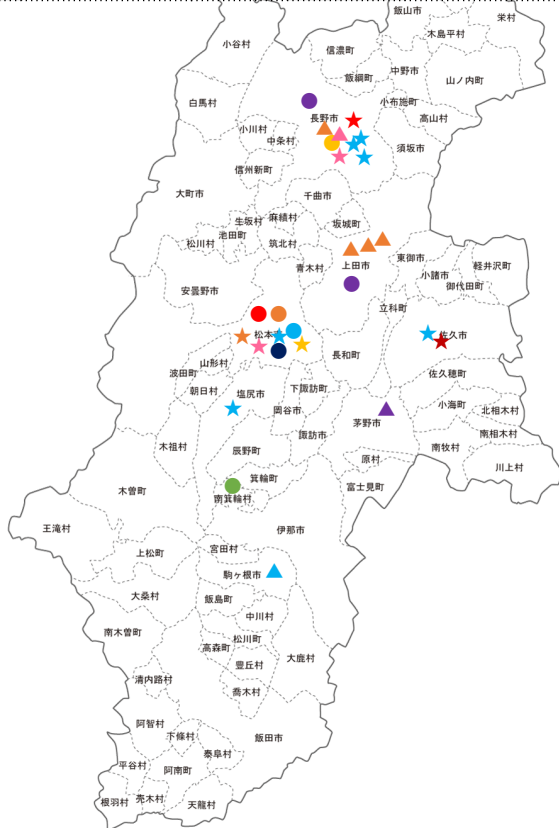 飯山市
栄村
木島平村
小谷村
信濃町
中野市
飯綱町
山ノ内町
白馬村
小布施町
長野市
高山村
小川村
中条村
須坂市
信州新町
大町市
千曲市
麻績村
生坂村
坂城町
池田町
松川村
筑北村
青木村
上田市
東御市
軽井沢町
小諸市
御代田町
安曇野市
立科町
松本
佐久市
長和町
山形村
波田町
佐久穂町
朝日村
塩尻市
下諏訪町
小海町
岡谷市
北相木村
茅野市
諏訪市
南相木村
木祖村
南牧村
辰野町
原村
川上村
箕輪町
木曽町
富士見町
南箕輪村
王滝村
伊那市
上松町
宮田村
駒ヶ根市
大桑村
飯島町
中川村
南木曽町
松川町
高森町
大鹿村
豊丘村
清内路村
喬木村
阿智村
下條村
飯田市
泰阜村
平谷村
阿南町
根羽村
売木村
天龍村